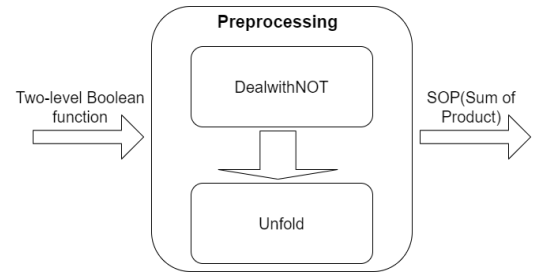 Preprocessing
Two-level Boolean
function
DealwithNOT
Unfold
SOP(Sum of
Product)